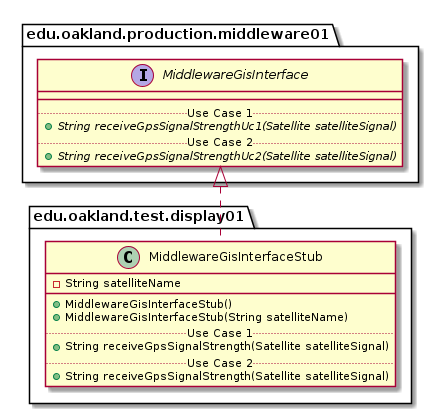 edu.oakland.production.middleware01
I MiddlewareGisInterface
Use Case 1
String receiveGpsSignalStrengthUc1(Satellite satelliteSignal)
Use Case 2
String receiveGpsSignalStrengthUc2(Satellite satelliteSignal)
edu.oakland.test.display01
C MiddlewareGisInterfaceStub
String satelliteName
MiddlewareGisInterfaceStub()
MiddlewareGisInterfaceStub(String satelliteName)
Use Case 1
String receiveGpsSignalStrength(Satellite satelliteSignal)
Use Case 2
String receiveGpsSignalStrength(Satellite satelliteSignal)